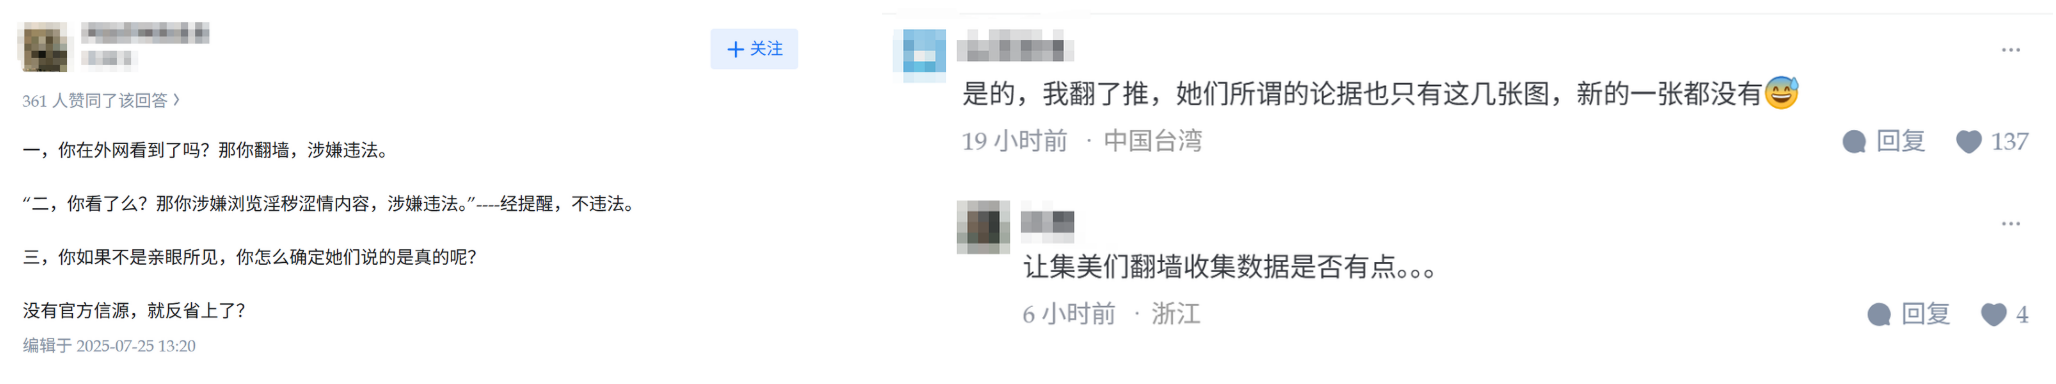 + 关注
361 人赞同了该回答 >
一，你在外网看到了吗？那你翻墙，涉嫌违法。
“二，你看了么？那你涉嫌浏览淫秽涩情内容，涉嫌违法。”----经提醒，不违法。
三，你如果不是亲眼所见，你怎么确定她们说的是真的呢？
没有官方信源，就反省上了？
编辑于 2025-07-25 13:20
是的，我翻了推，她们所谓的论据也只有这几张图，新的一张都没有😅
19 小时前 · 中国台湾
回复 137
让集美们翻墙收集数据是否有点。。。
6 小时前 · 浙江
回复 4